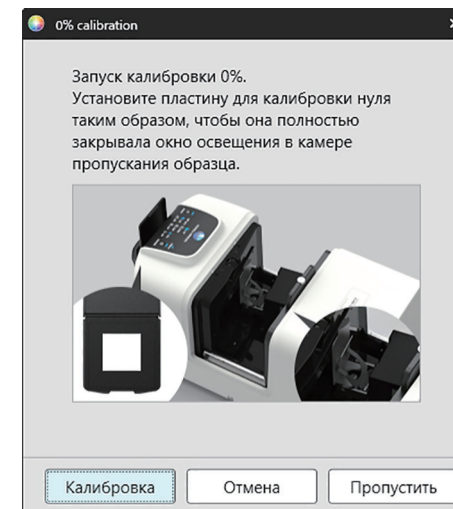 0% calibration
Запуск калибровки 0%.
Установите пластину для калибровки нуля
таким образом, чтобы она полностью
закрывала окно освещения в камере
пропускания образца.
Калибровка
Отмена
Пропустить